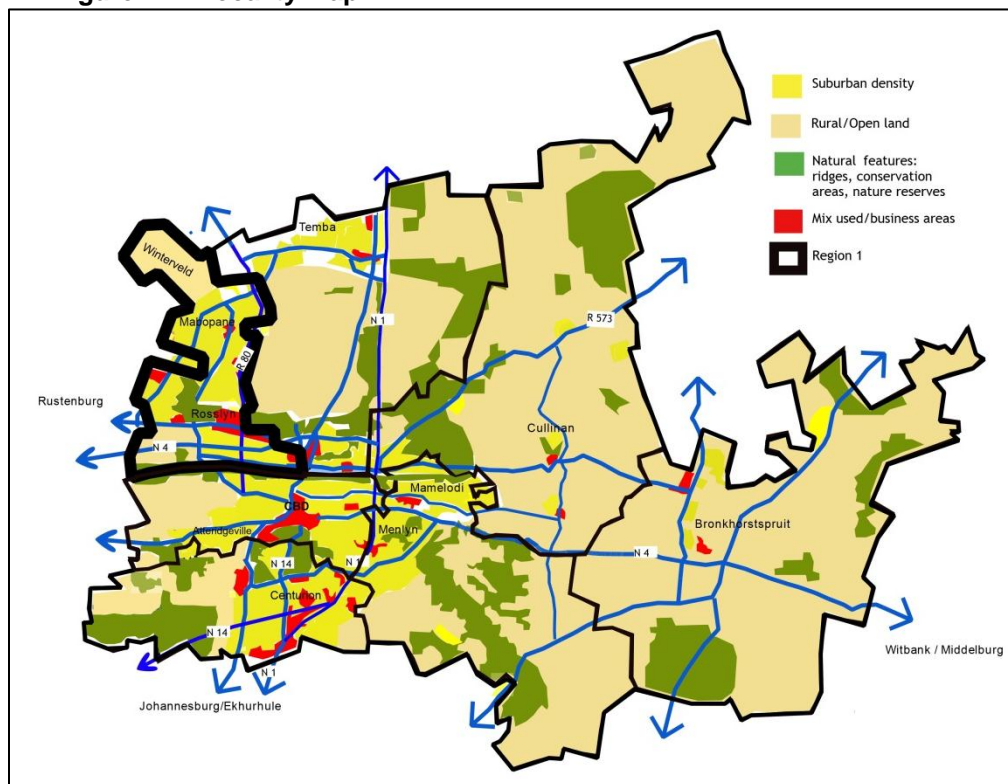 Suburban density
Rural/Open land
Natural features:
ridges, conservation
areas, nature reserves
Mix used/business areas
Region 1
Temba
Winterveld
Mabopane
N 1
R 573
R 80
Rustenburg
Rosslyn
N 4
Cullinan
Mamelodi
CBD
Atteridgeville
Menlyn
Bronkhorstspruit
N 4
N 14
N 1
Centurion
N 14
N 1
Witbank / Middelburg
Johannesburg/Ekhurhule